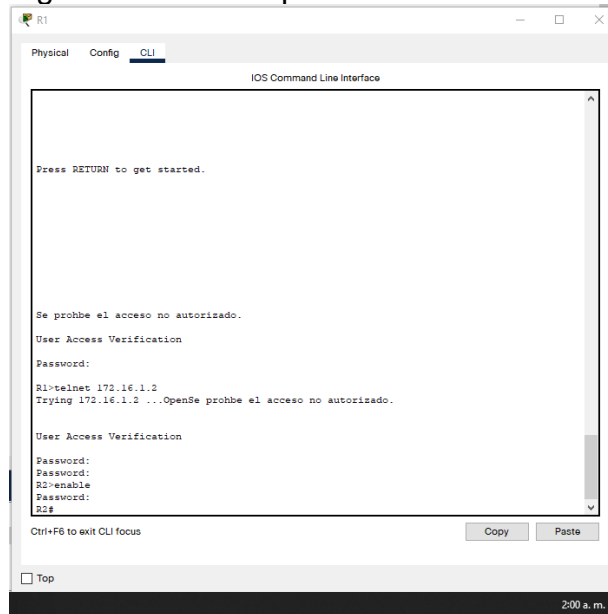 R1
Physical Config CLI
IOS Command Line Interface
Press RETURN to get started.
Se prohbe el acceso no autorizado.
User Access Verification
Password:
R1>telnet 172.16.1.2
Trying 172.16.1.2 ...OpenSe prohbe el acceso no autorizado.
User Access Verification
Password:
Password:
R2>enable
Password:
R2#
Ctrl+F6 to exit CLI focus
Copy Paste
Top
2:00 a. m.